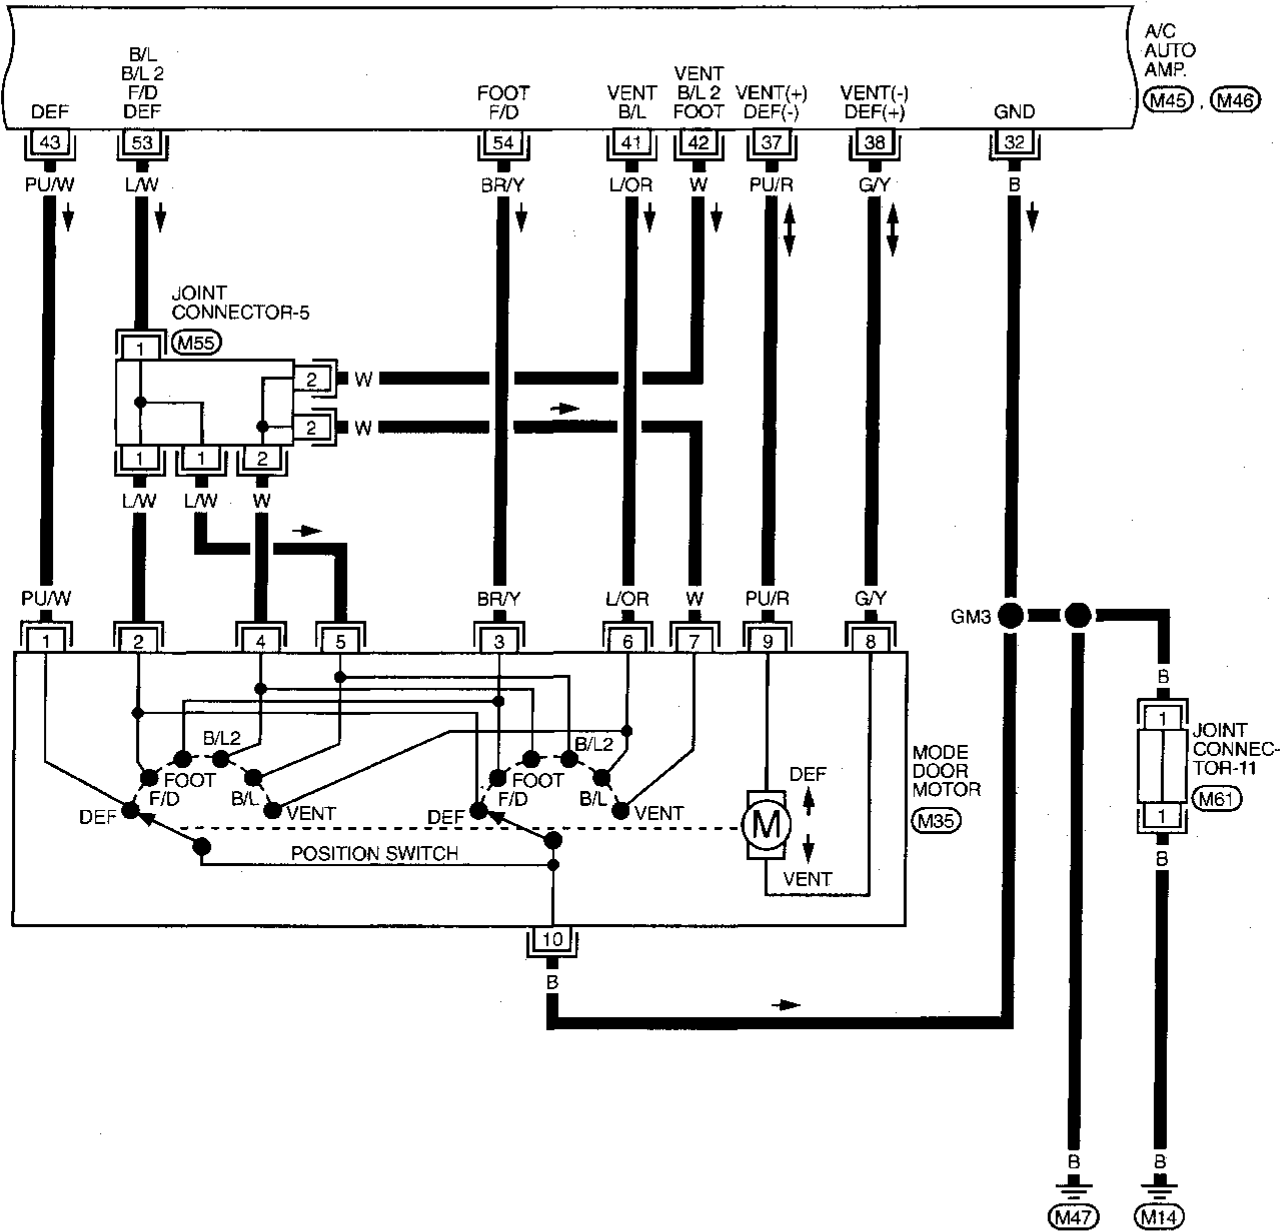 A/C
AUTO
AMP.
M45 , M46
DEF
B/L
B/L 2
F/D
DEF
FOOT
F/D
VENT
B/L
VENT
B/L 2
FOOT
VENT(+)
DEF(-)
VENT(-)
DEF(+)
GND
43 53 54 41 42 37 38 32
PU/W L/W BR/Y L/OR W PU/R G/Y B
JOINT
CONNECTOR-5
M55
1
2 W
2 W
1 1 2
L/W L/W W
PU/W BR/Y L/OR W PU/R G/Y
GM3
1 2 4 5 3 6 7 9 8
B
1
JOINT
CONNEC-
TOR-11
M61
1
B
B/L2 B/L2
FOOT FOOT
F/D F/D
B/L B/L
DEF VENT DEF VENT
DEF
M
VENT
MODE
DOOR
MOTOR
M35
POSITION SWITCH
10
B
B B
M47 M14